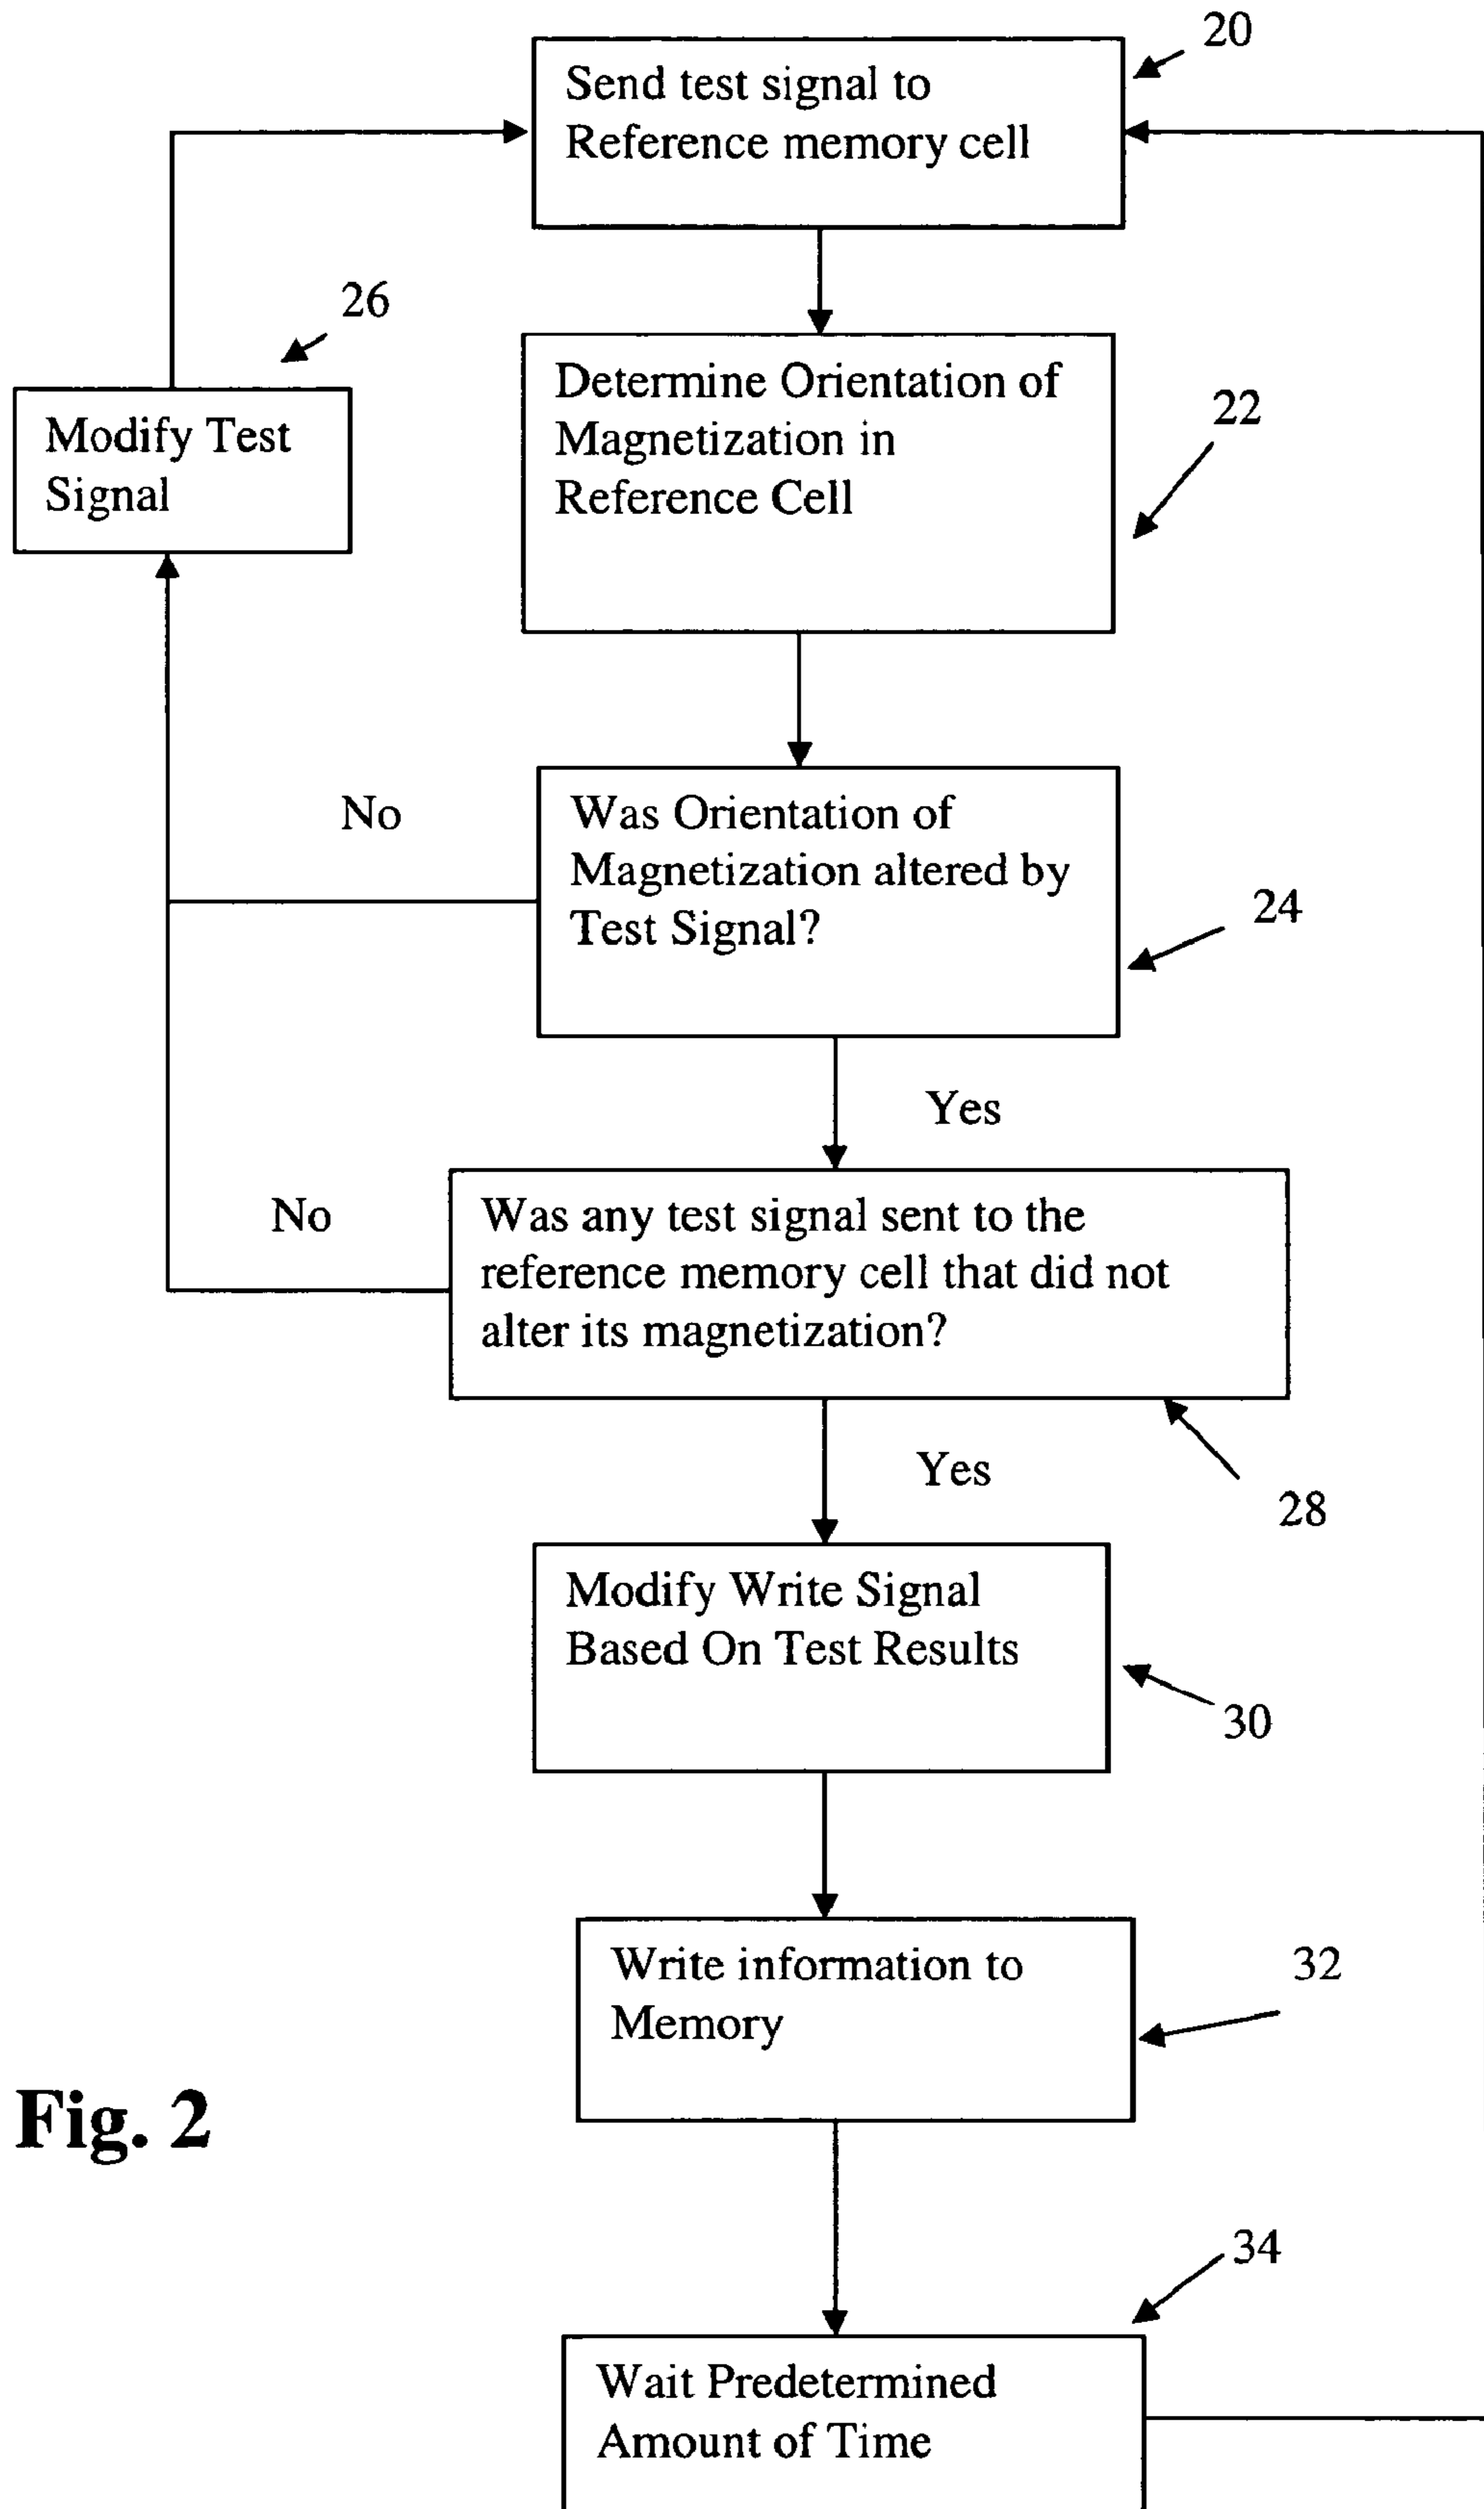 20
Send test signal to
Reference memory cell
26
Modify Test
Signal
Determine Orientation of
Magnetization in
Reference Cell
22
No
Was Orientation of
Magnetization altered by
Test Signal?
24
Yes
No
Was any test signal sent to the
reference memory cell that did not
alter its magnetization?
Yes
28
Modify Write Signal
Based On Test Results
30
Write information to
Memory
32
Fig. 2
34
Wait Predetermined
Amount of Time